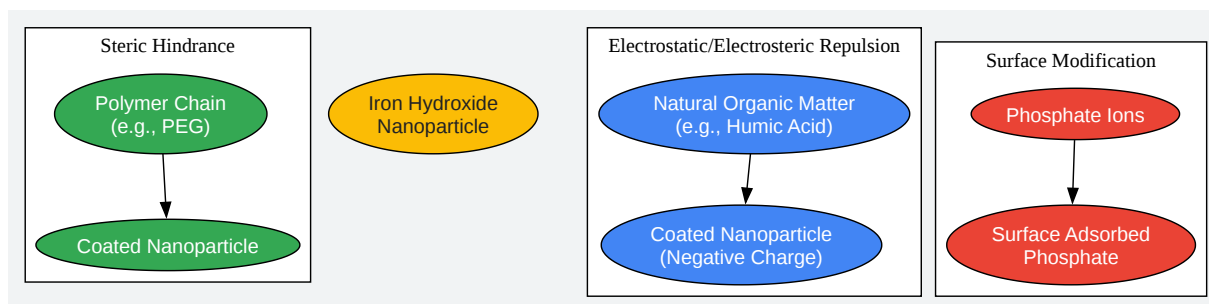 Steric Hindrance
Polymer Chain
(e.g., PEG)
Coated Nanoparticle
Iron Hydroxide
Nanoparticle
Electrostatic/Electrosteric Repulsion
Natural Organic Matter
(e.g., Humic Acid)
Coated Nanoparticle
(Negative Charge)
Surface Modification
Phosphate Ions
Surface Adsorbed
Phosphate